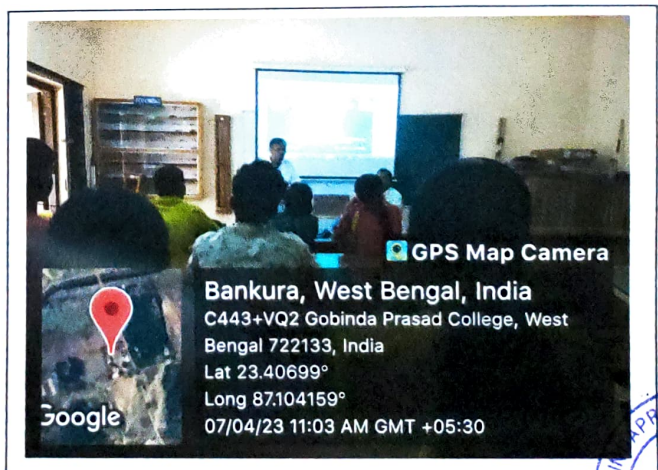 GPS Map Camera
Bankura, West Bengal, India
C443+VQ2 Gobinda Prasad College, West
Bengal 722133, India
Lat 23.40699°
Long 87.104159°
07/04/23 11:03 AM GMT +05:30
Google